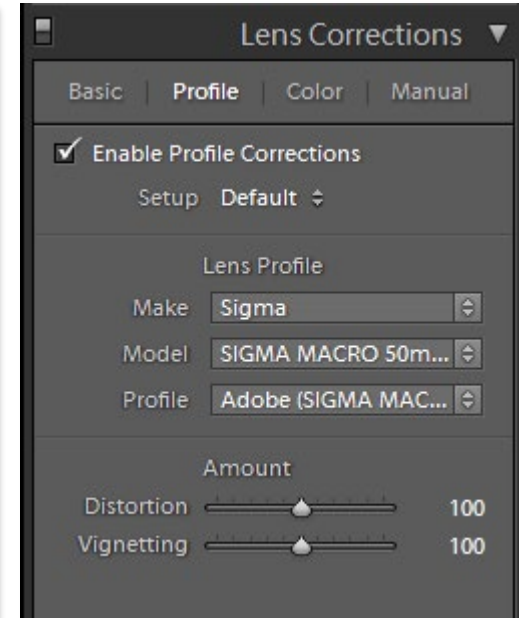 Lens Corrections
Basic | Profile | Color | Manual
Enable Profile Corrections
Setup Default
Lens Profile
Make Sigma
Model SIGMA MACRO 50m...
Profile Adobe (SIGMA MAC...
Amount
Distortion 100
Vignetting 100